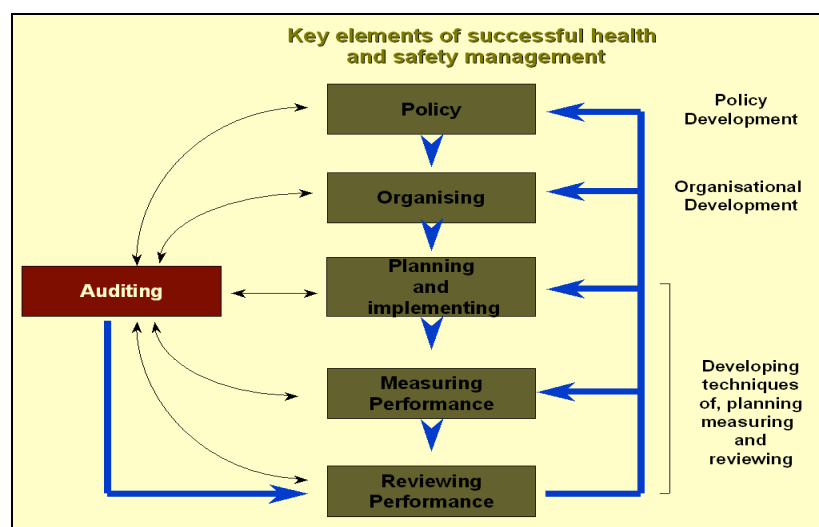 Key elements of successful health
and safety management
Policy
Policy
Development
Organising
Organisational
Development
Planning
and
implementing
Auditing
Measuring
Performance
Developing
techniques
of, planning
measuring
and
reviewing
Reviewing
Performance